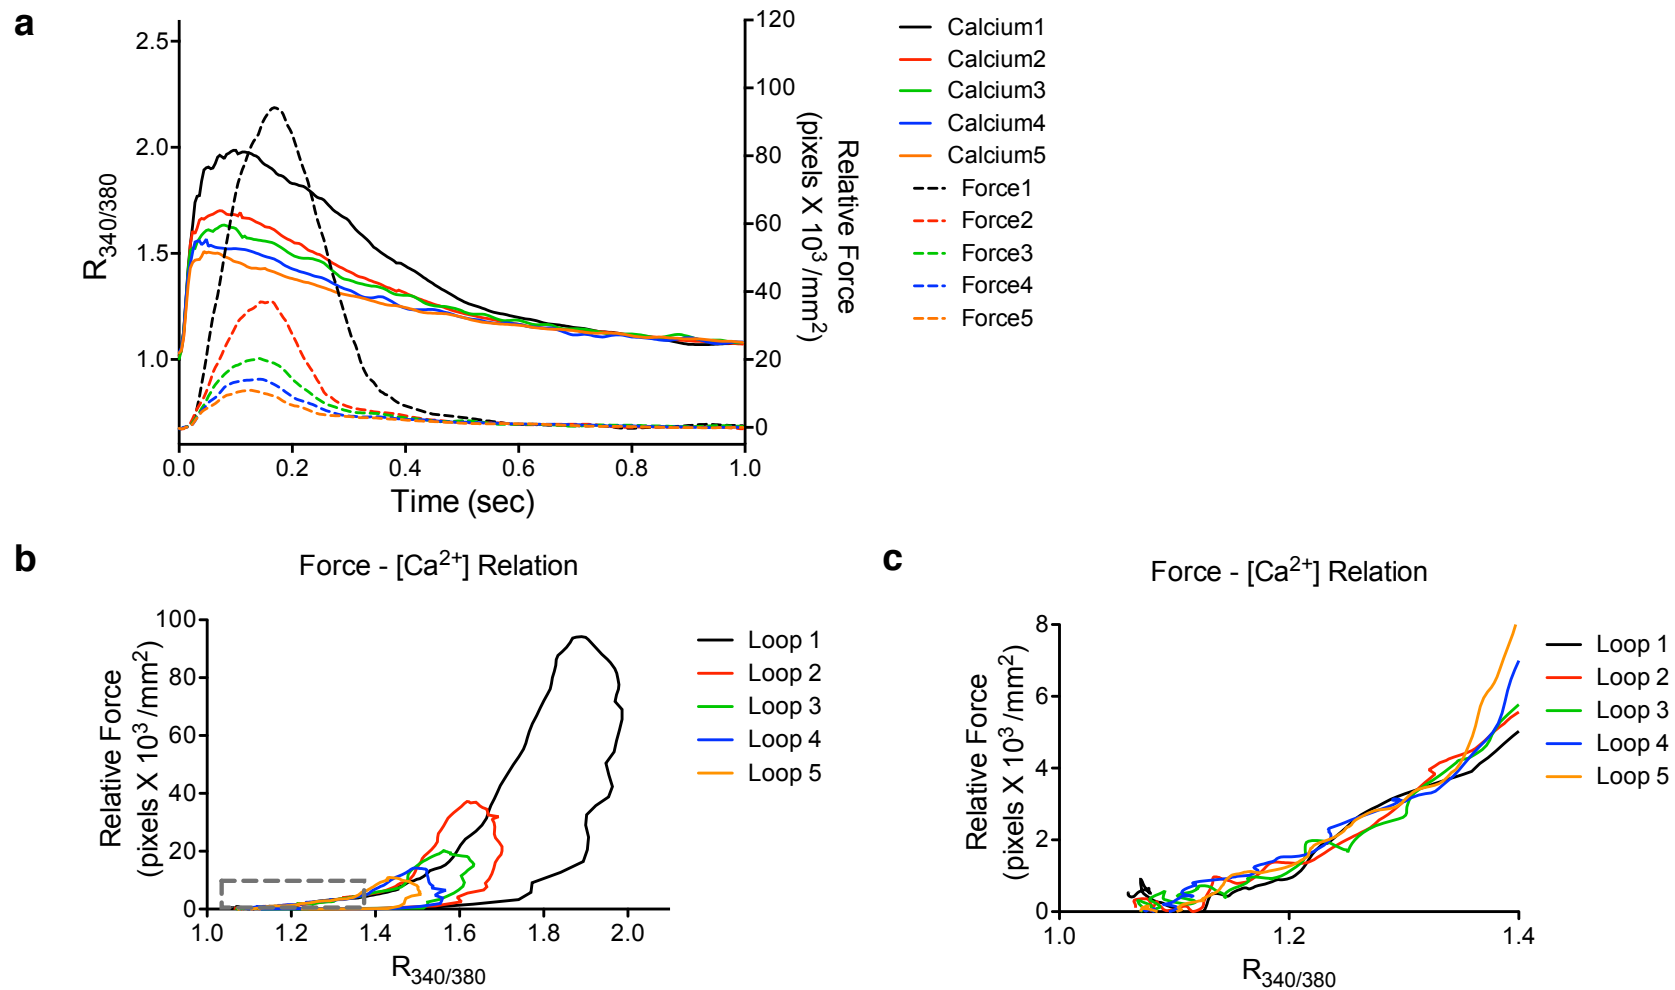 a
2.5
2.0
1.5
1.0
R340/380
120
100
80
60
40
20
0
Relative Force
(pixels X 10³/mm²)
0.0 0.2 0.4 0.6 0.8 1.0
Time (sec)
Calcium1
Calcium2
Calcium3
Calcium4
Calcium5
Force1
Force2
Force3
Force4
Force5
b
Force - [Ca²⁺] Relation
100
80
60
40
20
0
Relative Force
(pixels X 10³/mm²)
1.0 1.2 1.4 1.6 1.8 2.0
R340/380
Loop 1
Loop 2
Loop 3
Loop 4
Loop 5
c
Force - [Ca²⁺] Relation
8
6
4
2
0
Relative Force
(pixels X 10³/mm²)
1.0 1.2 1.4
R340/380
Loop 1
Loop 2
Loop 3
Loop 4
Loop 5